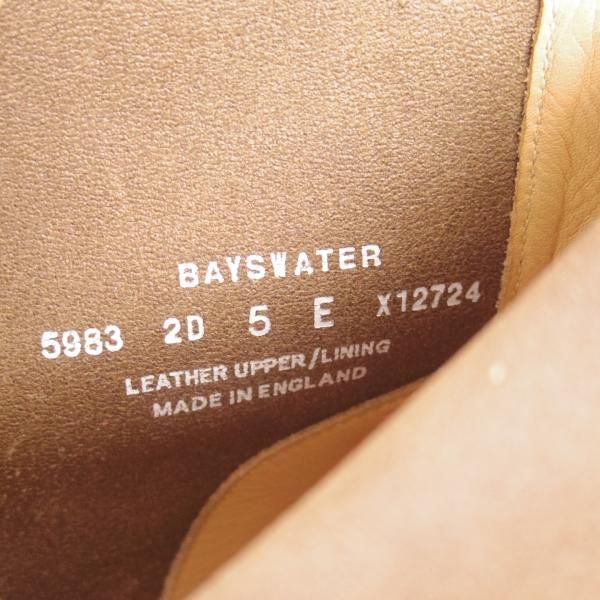 BAYSWATER
5983 2D 5 E X12724
LEATHER UPPER/LINING
MADE IN ENGLAND